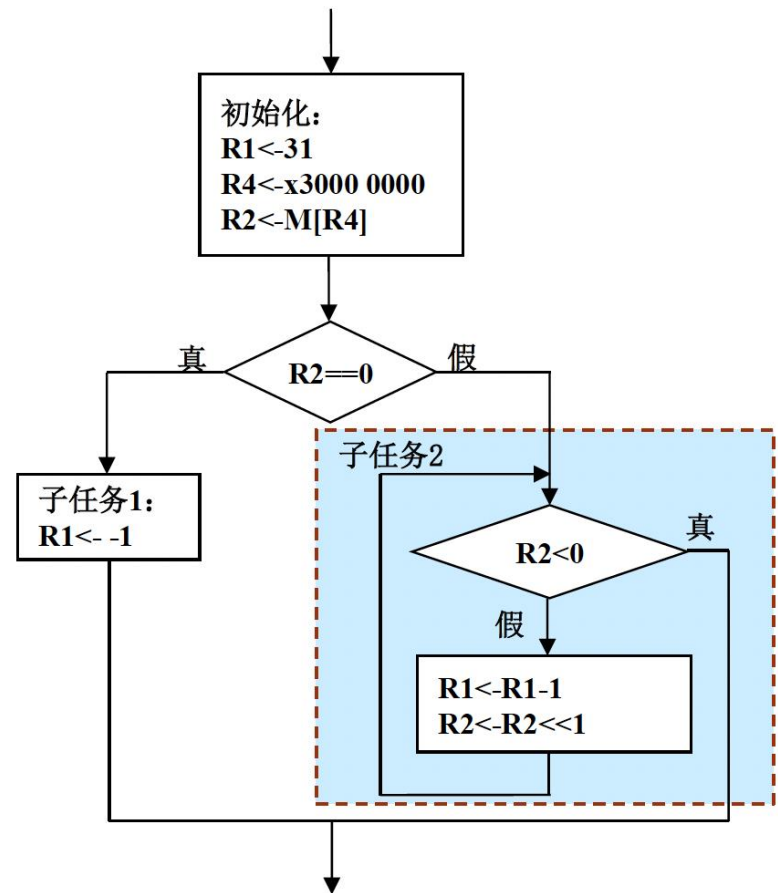 初始化：
R1<-31
R4<-x3000 0000
R2<-M[R4]
真
R2==0
假
子任务2
子任务1：
R1<- -1
R2<0
真
假
R1<-R1-1
R2<-R2<<1